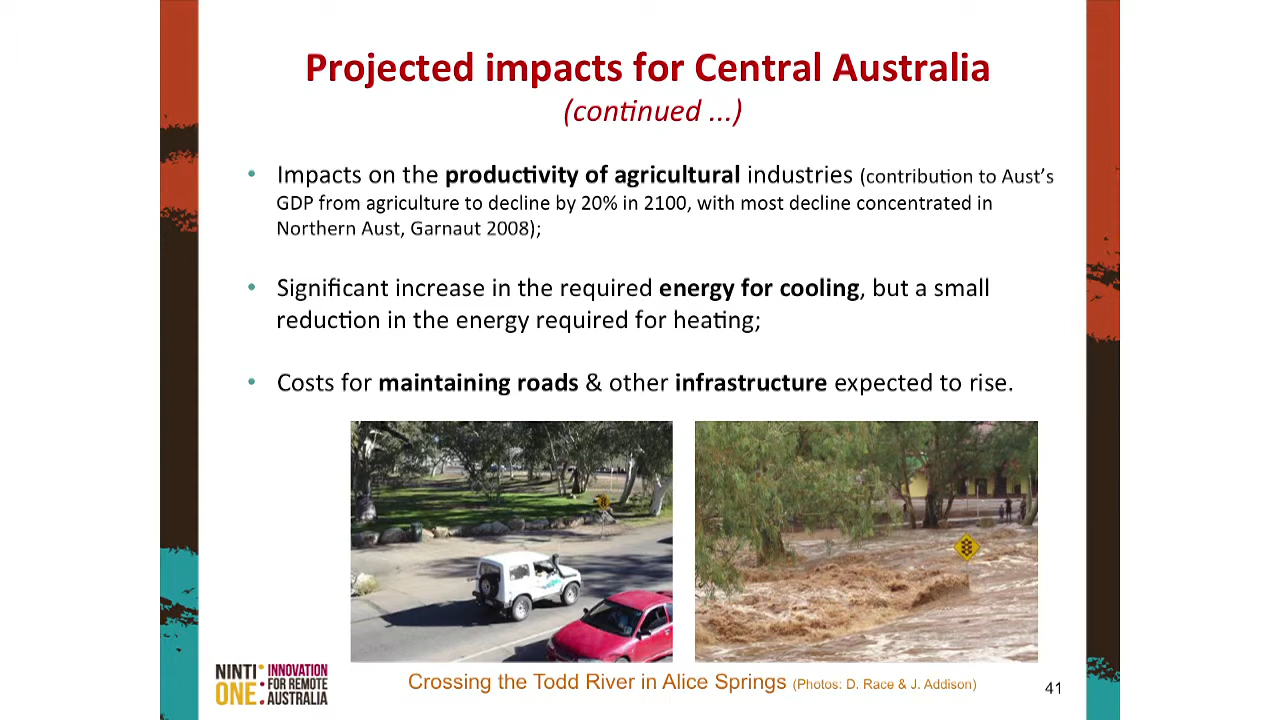 Projected impacts for Central Australia
(continued ...)
• Impacts on the productivity of agricultural industries (contribution to Aust's
GDP from agriculture to decline by 20% in 2100, with most decline concentrated in
Northern Aust, Garnaut 2008);
• Significant increase in the required energy for cooling, but a small
reduction in the energy required for heating;
• Costs for maintaining roads & other infrastructure expected to rise.
NINTI ONE: INNOVATION FOR REMOTE AUSTRALIA
Crossing the Todd River in Alice Springs (Photos: D. Race & J. Addison)
41